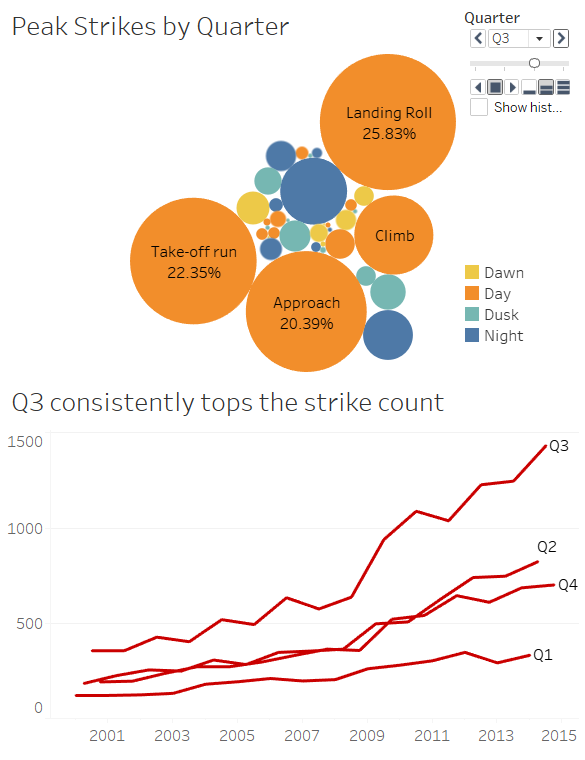 Peak Strikes by Quarter
Quarter
Q3
Show hist...
Landing Roll
25.83%
Climb
Take-off run
22.35%
Approach
20.39%
Dawn
Day
Dusk
Night
Q3 consistently tops the strike count
1500
1000
500
0
Q3
Q2
Q4
Q1
2001 2003 2005 2007 2009 2011 2013 2015